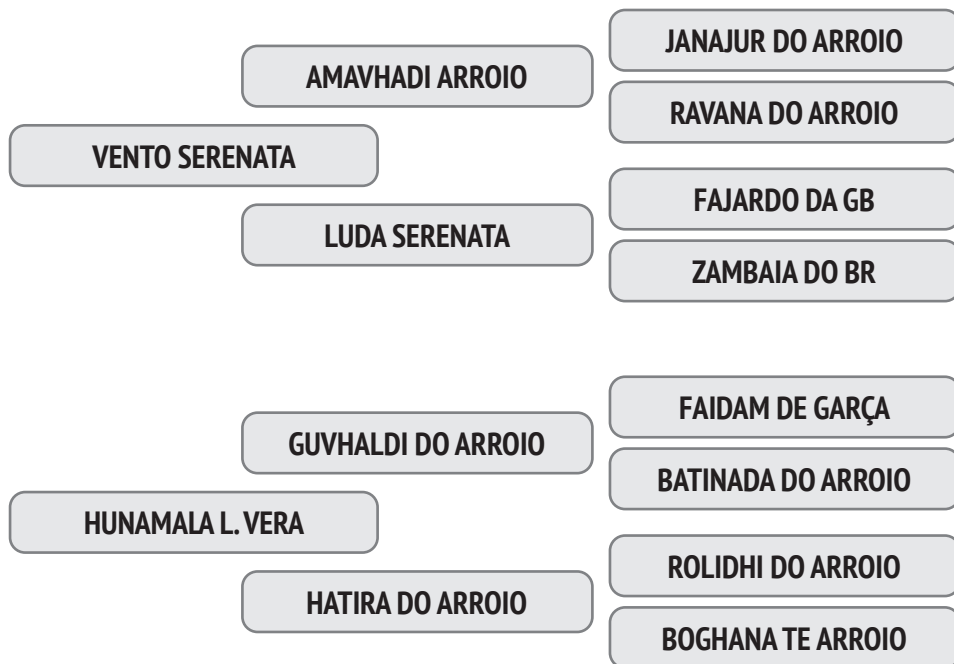 JANAJUR DO ARROIO
AMAVHADI ARROIO
RAVANA DO ARROIO
VENTO SERENATA
FAJARDO DA GB
LUDA SERENATA
ZAMBAIA DO BR
FAIDAM DE GARÇA
GUVHALDI DO ARROIO
BATINADA DO ARROIO
HUNAMALA L. VERA
ROLIDHI DO ARROIO
HATIRA DO ARROIO
BOGHANA TE ARROIO